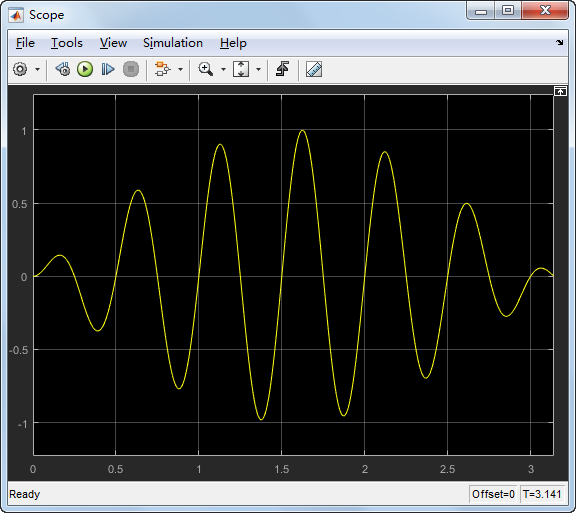 Scope
File Tools View Simulation Help
1
0.5
0
-0.5
-1
0 0.5 1 1.5 2 2.5 3
Ready Offset=0 T=3.141